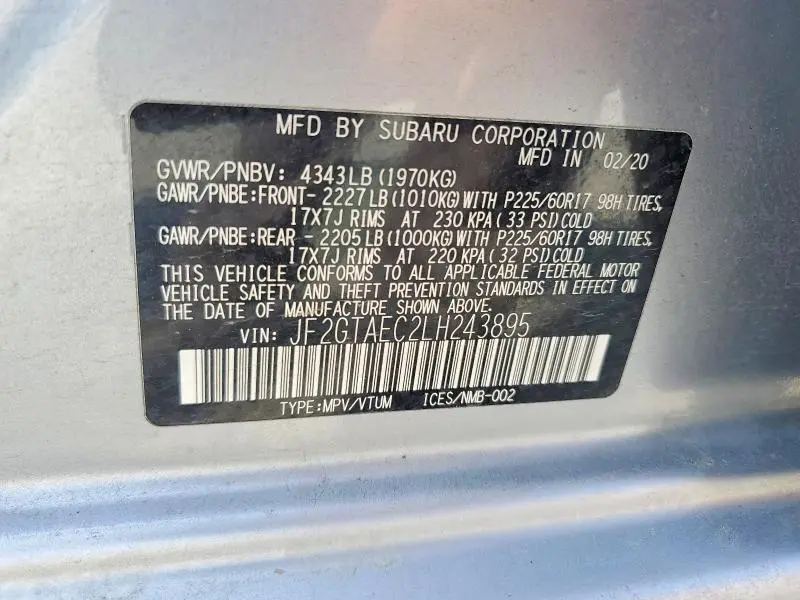 MFD BY SUBARU CORPORATION
MFD IN 02/20
GVWR/PNBV: 4343LB(1970KG)
GAWR/PNBE:FRONT- 2227LB(1010KG)WITH P225/60R17 98H TIRES,
17X7J RIMS AT 230 KPA(33 PSI)COLD
GAWR/PNBE:REAR - 2205LB(1000KG)WITH P225/60R17 98H TIRES,
17X7J RIMS AT 220 KPA(32 PSI)COLD
THIS VEHICLE CONFORMS TO ALL APPLICABLE FEDERAL MOTOR
VEHICLE SAFETY AND THEFT PREVENTION STANDARDS IN EFFECT ON
THE DATE OF MANUFACTURE SHOWN ABOVE.
VIN: JF2GTAEC2LH243895
TYPE:MPV/VTUM ICES/NMB-002